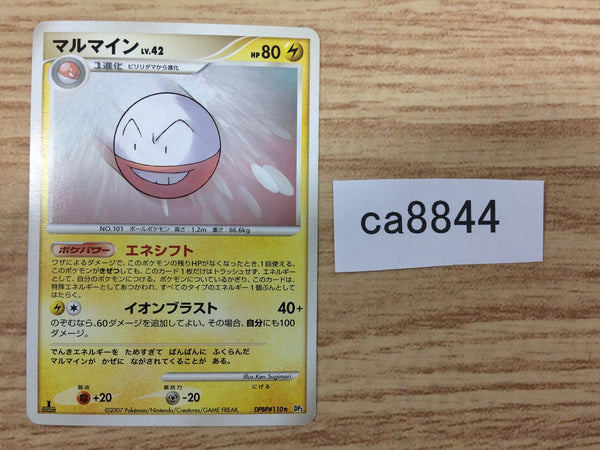 マルマイン LV.42 HP 80
1進化 ビリリダマから進化
NO.101 ボールポケモン 高さ：1.2m 重さ：66.6kg
ポケパワー エネシフト
ワザによるダメージで、このポケモンの残りHPがなくなったとき、1回使える。
このポケモンがきぜつしても、このカード1枚だけはトラッシュせず、エネルギー
として、自分のポケモンにつける。ポケモンについているかぎり、このカードは、
特殊エネルギーとしてあつかわれ、すべてのタイプのエネルギー1個ぶんとして
はたらく。
イオンブラスト 40+
のぞむなら、60ダメージを追加してよい。その場合、自分にも100
ダメージ。
でんきエネルギーを ためすぎて ぱんぱんに ふくらんだ
マルマインが かぜに ながされてくることが ある。
Illus.Ken Sugimori
弱点 抵抗力 にげる
+20 -20
©2007 Pokémon/Nintendo/Creatures/GAME FREAK.
DPBP#110★ DP3
1
ca8844